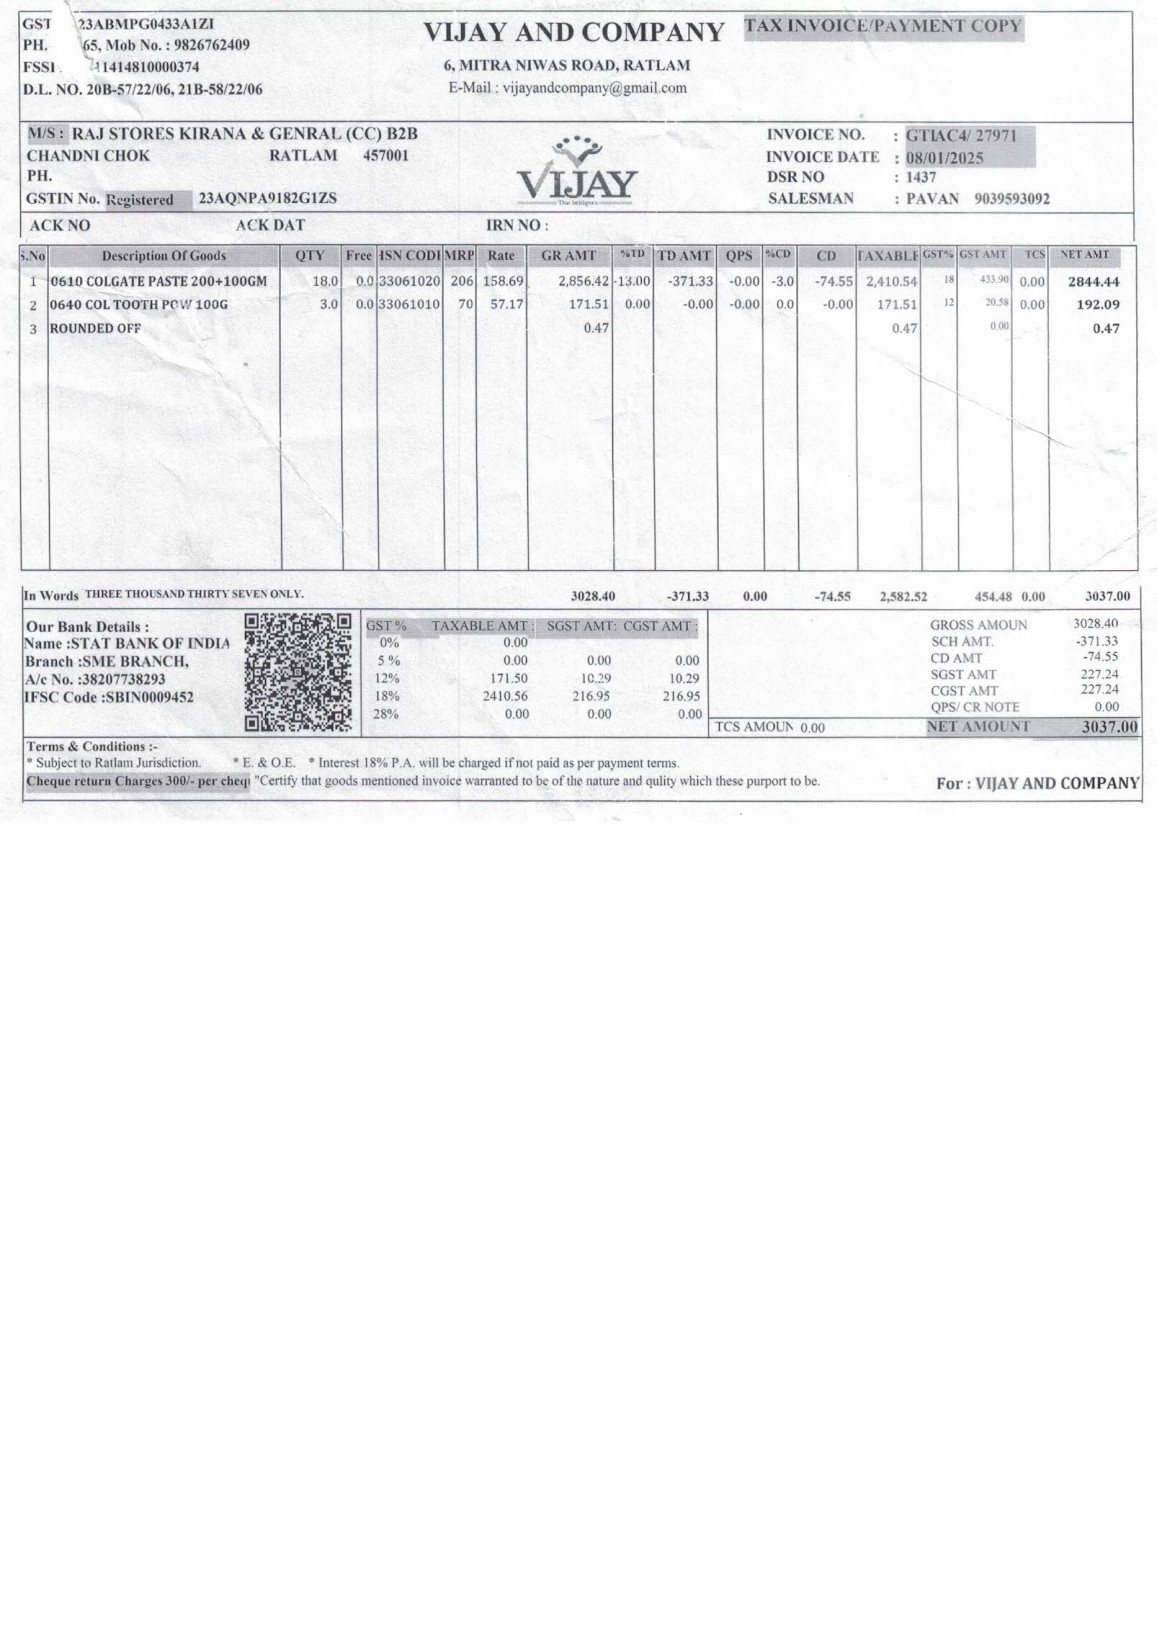 GST 23ABMPG0433A1ZI
PH. 65, Mob No. : 9826762409
FSSI 11414810000374
D.L. NO. 20B-57/22/06, 21B-58/22/06
VIJAY AND COMPANY
6, MITRA NIWAS ROAD, RATLAM
E-Mail : vijayandcompany@gmail.com
TAX INVOICE/PAYMENT COPY
M/S : RAJ STORES KIRANA & GENRAL (CC) B2B
CHANDNI CHOK RATLAM 457001
PH.
GSTIN No. Registered 23AQNPA9182G1ZS
VIJAY
INVOICE NO. : GTIAC4/ 27971
INVOICE DATE : 08/01/2025
DSR NO : 1437
SALESMAN : PAVAN 9039593092
ACK NO ACK DAT IRN NO :
S.No Description Of Goods QTY Free ISN CODI MRP Rate GR AMT %TD TD AMT QPS %CD CD TAXABLE GST% GST AMT TCS NET AMT
1 0610 COLGATE PASTE 200+100GM 18.0 0.0 33061020 206 158.69 2,856.42 -13.00 -371.33 -0.00 -3.0 -74.55 2,410.54 18 433.90 0.00 2844.44
2 0640 COL TOOTH POW 100G 3.0 0.0 33061010 70 57.17 171.51 0.00 -0.00 -0.00 0.0 -0.00 171.51 12 20.58 0.00 192.09
3 ROUNDED OFF 0.47 0.47 0.00 0.47
In Words THREE THOUSAND THIRTY SEVEN ONLY. 3028.40 -371.33 0.00 -74.55 2,582.52 454.48 0.00 3037.00
Our Bank Details :
Name :STAT BANK OF INDIA
Branch :SME BRANCH,
A/c No. :38207738293
IFSC Code :SBIN0009452
GST % TAXABLE AMT : SGST AMT: CGST AMT :
0% 0.00
5 % 0.00 0.00 0.00
12% 171.50 10.29 10.29
18% 2410.56 216.95 216.95
28% 0.00 0.00 0.00
TCS AMOUN 0.00
GROSS AMOUN 3028.40
SCH AMT. -371.33
CD AMT -74.55
SGST AMT 227.24
CGST AMT 227.24
QPS/ CR NOTE 0.00
NET AMOUNT 3037.00
Terms & Conditions :-
* Subject to Ratlam Jurisdiction. * E. & O.E. * Interest 18% P.A. will be charged if not paid as per payment terms.
Cheque return Charges 300/- per chequ "Certify that goods mentioned invoice warranted to be of the nature and qulity which these purport to be.
For : VIJAY AND COMPANY